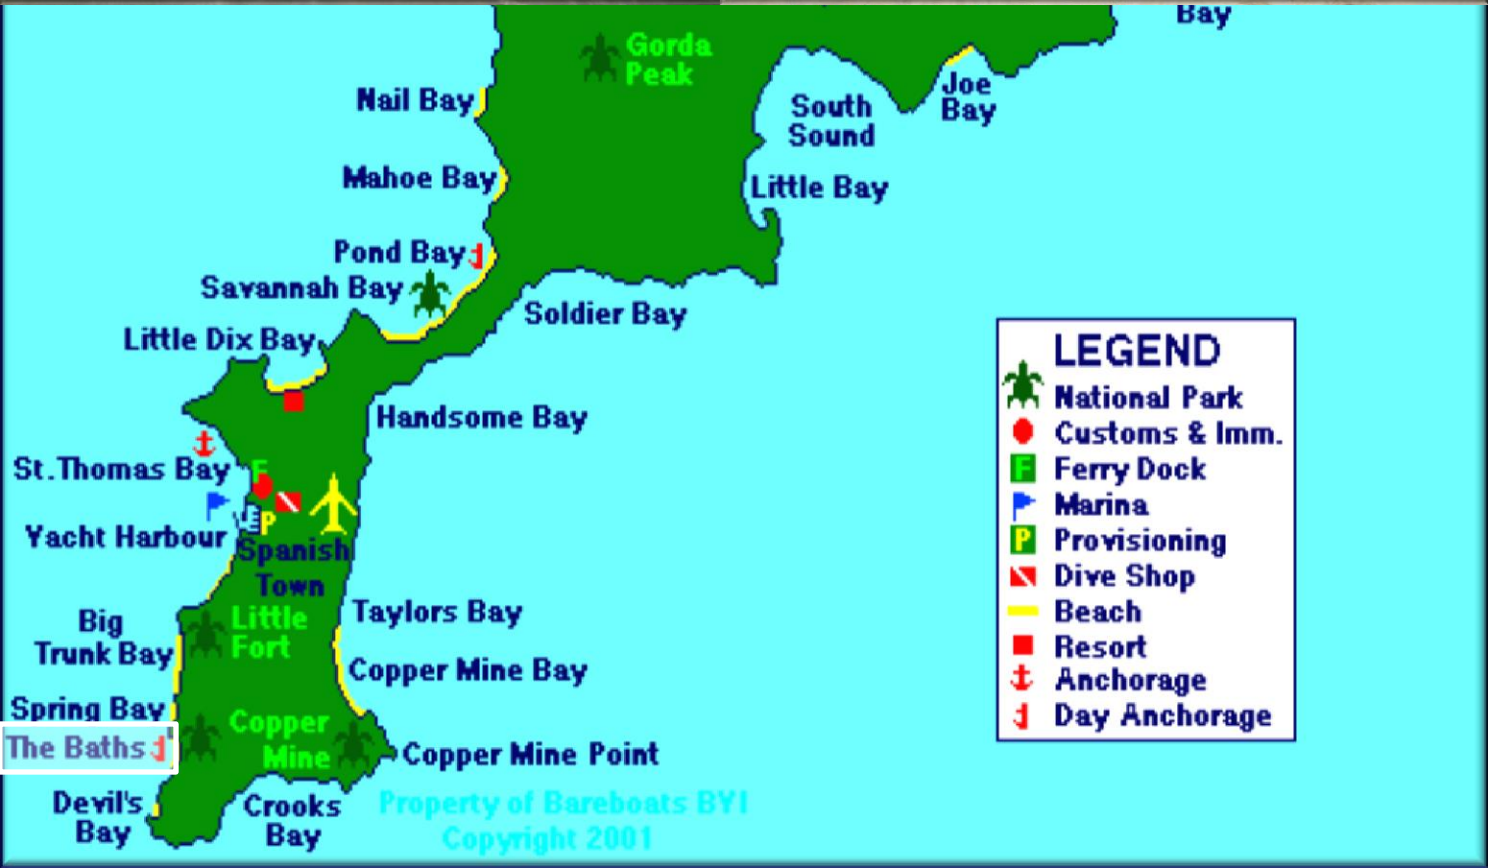 Bay
Gorda
Peak
Joe
Bay
Nail Bay
South
Sound
Mahoe Bay
Little Bay
Pond Bay
Savannah Bay
Soldier Bay
Little Dix Bay
LEGEND
National Park
Customs & Imm.
F Ferry Dock
Marina
P Provisioning
Dive Shop
Beach
Resort
Anchorage
Day Anchorage
Handsome Bay
St.Thomas Bay
F
P
Yacht Harbour
Spanish
Town
Little
Fort
Taylors Bay
Big
Trunk Bay
Copper Mine Bay
Spring Bay
Copper
Mine
The Baths
Copper Mine Point
Devil's
Bay
Crooks
Bay
Property of Bareboats BVI
Copyright 2001